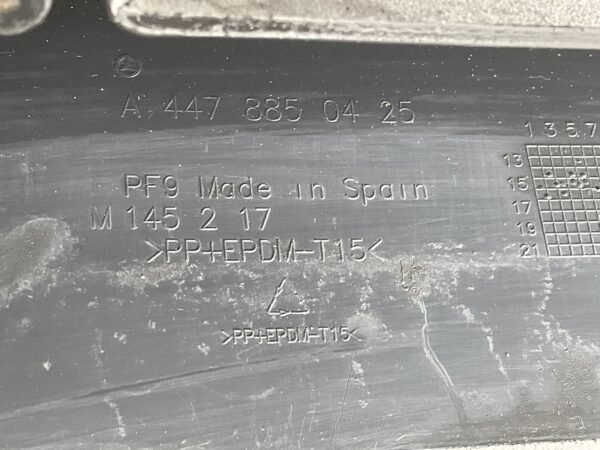 A 447 885 04 25
1 3 5 7
13
PF9 Made in Spain
15
M 145 2 17
17
>PP+EPDM-T15<
19
21
>PP+EPDM-T15<